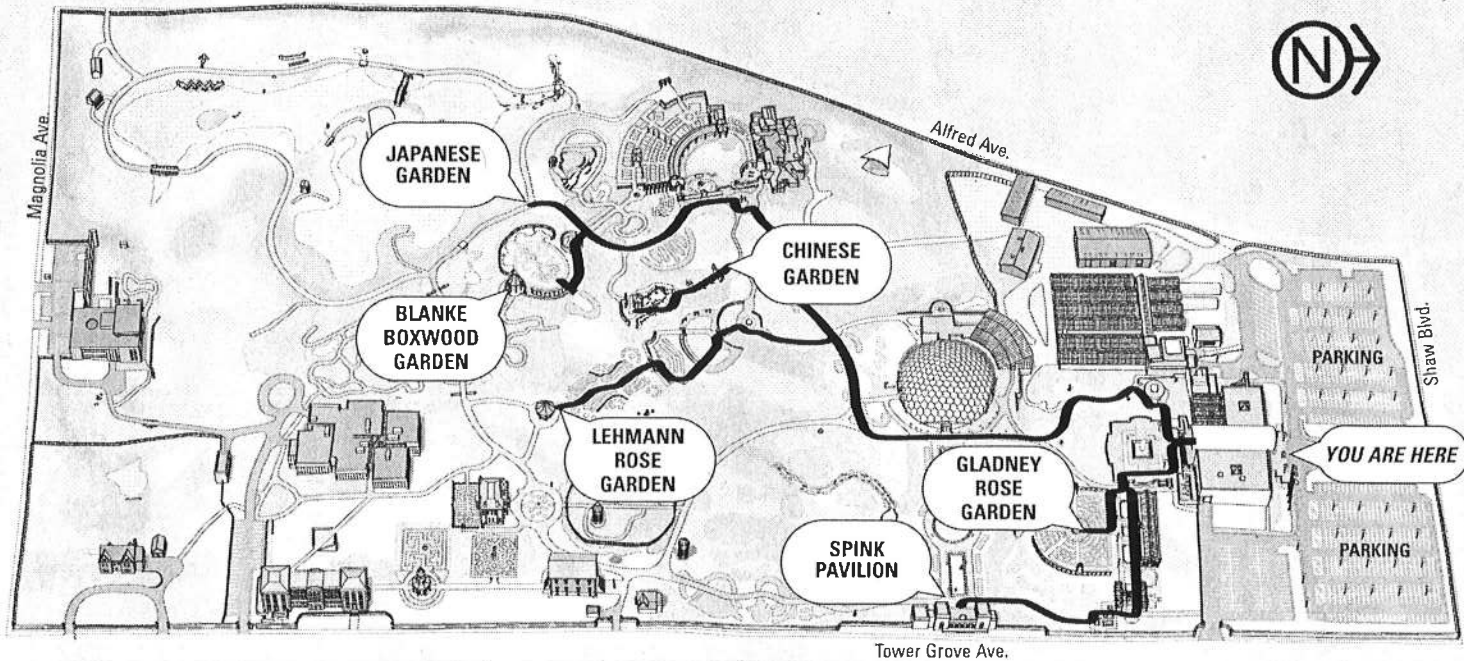 N
Alfred Ave.
Magnolia Ave.
JAPANESE
GARDEN
CHINESE
GARDEN
BLANKE
BOXWOOD
GARDEN
PARKING
Shaw Blvd.
LEHMANN
ROSE
GARDEN
GLADNEY
ROSE
GARDEN
YOU ARE HERE
SPINK
PAVILION
PARKING
Tower Grove Ave.